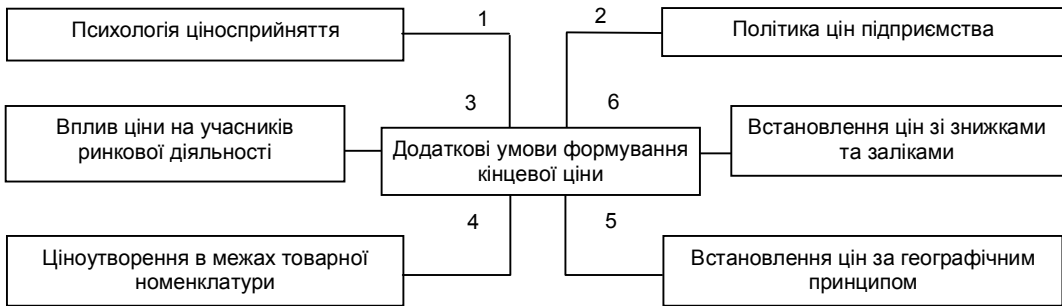 1
2
Психологія ціносприйняття
Політика цін підприємства
3
6
Вплив ціни на учасників
ринкової діяльності
Додаткові умови формування
кінцевої ціни
Встановлення цін зі знижками
та заліками
4
5
Ціноутворення в межах товарної
номенклатури
Встановлення цін за географічним
принципом